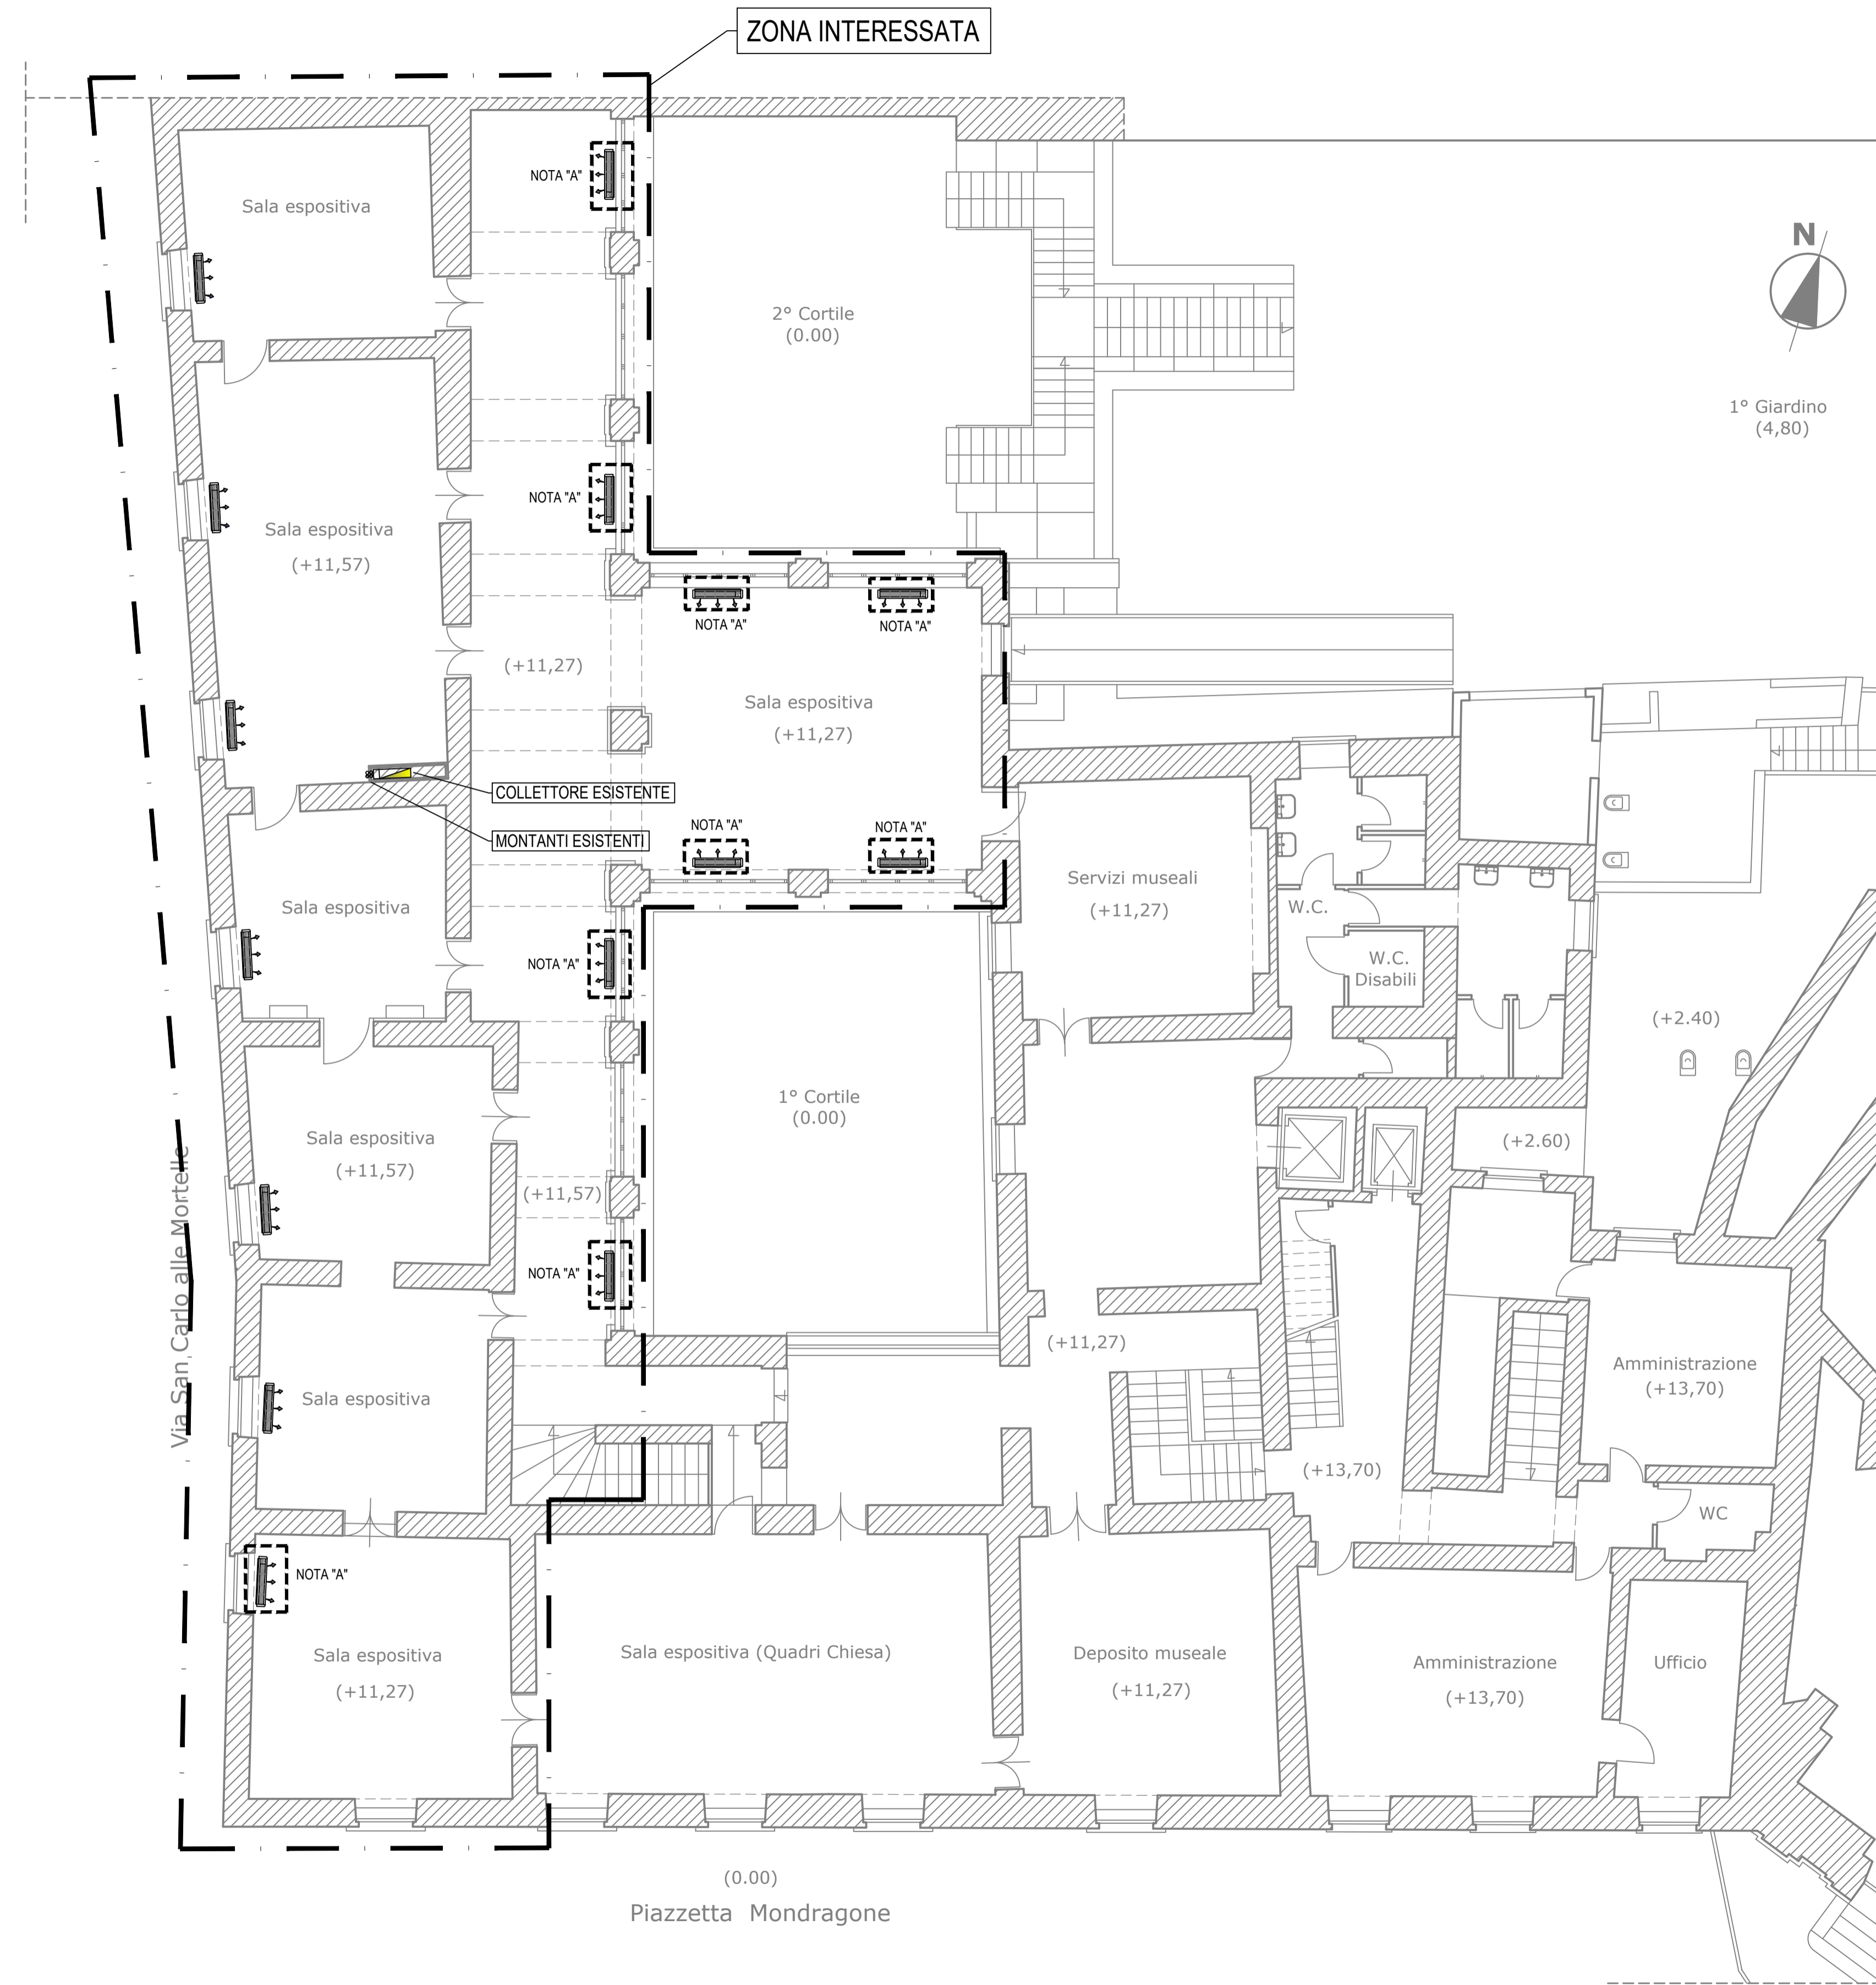 ZONA INTERESSATA
NOTA "A"
Sala espositiva
N
2° Cortile
(0.00)
1° Giardino
(4,80)
NOTA "A"
Sala espositiva
(+11,57)
NOTA "A"
NOTA "A"
(+11,27)
Sala espositiva
(+11,27)
COLLETTORE ESISTENTE
MONTANTI ESISTENTI
NOTA "A"
NOTA "A"
Servizi museali
(+11,27)
W.C.
Sala espositiva
NOTA "A"
W.C.
Disabili
(+2.40)
1° Cortile
(0.00)
Sala espositiva
(+11,57)
(+2.60)
(+11,57)
Via San Carlo alle Mortelle
NOTA "A"
(+11,27)
Amministrazione
(+13,70)
Sala espositiva
(+13,70)
WC
NOTA "A"
Sala espositiva
(+11,27)
Sala espositiva (Quadri Chiesa)
Deposito museale
(+11,27)
Amministrazione
(+13,70)
Ufficio
(0.00)
Piazzetta Mondragone